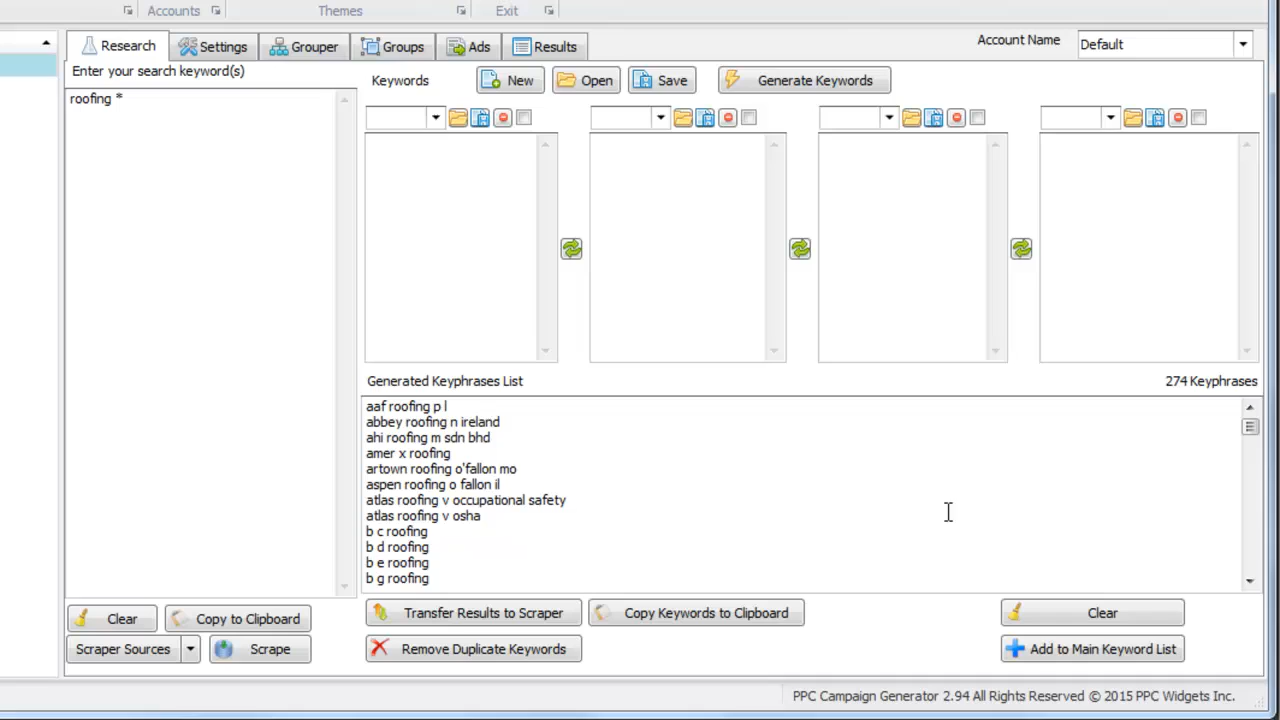 Accounts
Themes
Exit
Research
Settings
Grouper
Groups
Ads
Results
Account Name
Default
Enter your search keyword(s)
Keywords
New
Open
Save
Generate Keywords
roofing *
Generated Keyphrases List
274 Keyphrases
aaf roofing p l
abbey roofing n ireland
ahi roofing m sdn bhd
amer x roofing
artown roofing o'fallon mo
aspen roofing o fallon il
atlas roofing v occupational safety
atlas roofing v osha
b c roofing
b d roofing
b e roofing
b g roofing
Clear
Copy to Clipboard
Transfer Results to Scraper
Copy Keywords to Clipboard
Clear
Scraper Sources
Scrape
Remove Duplicate Keywords
Add to Main Keyword List
PPC Campaign Generator 2.94 All Rights Reserved © 2015 PPC Widgets Inc.